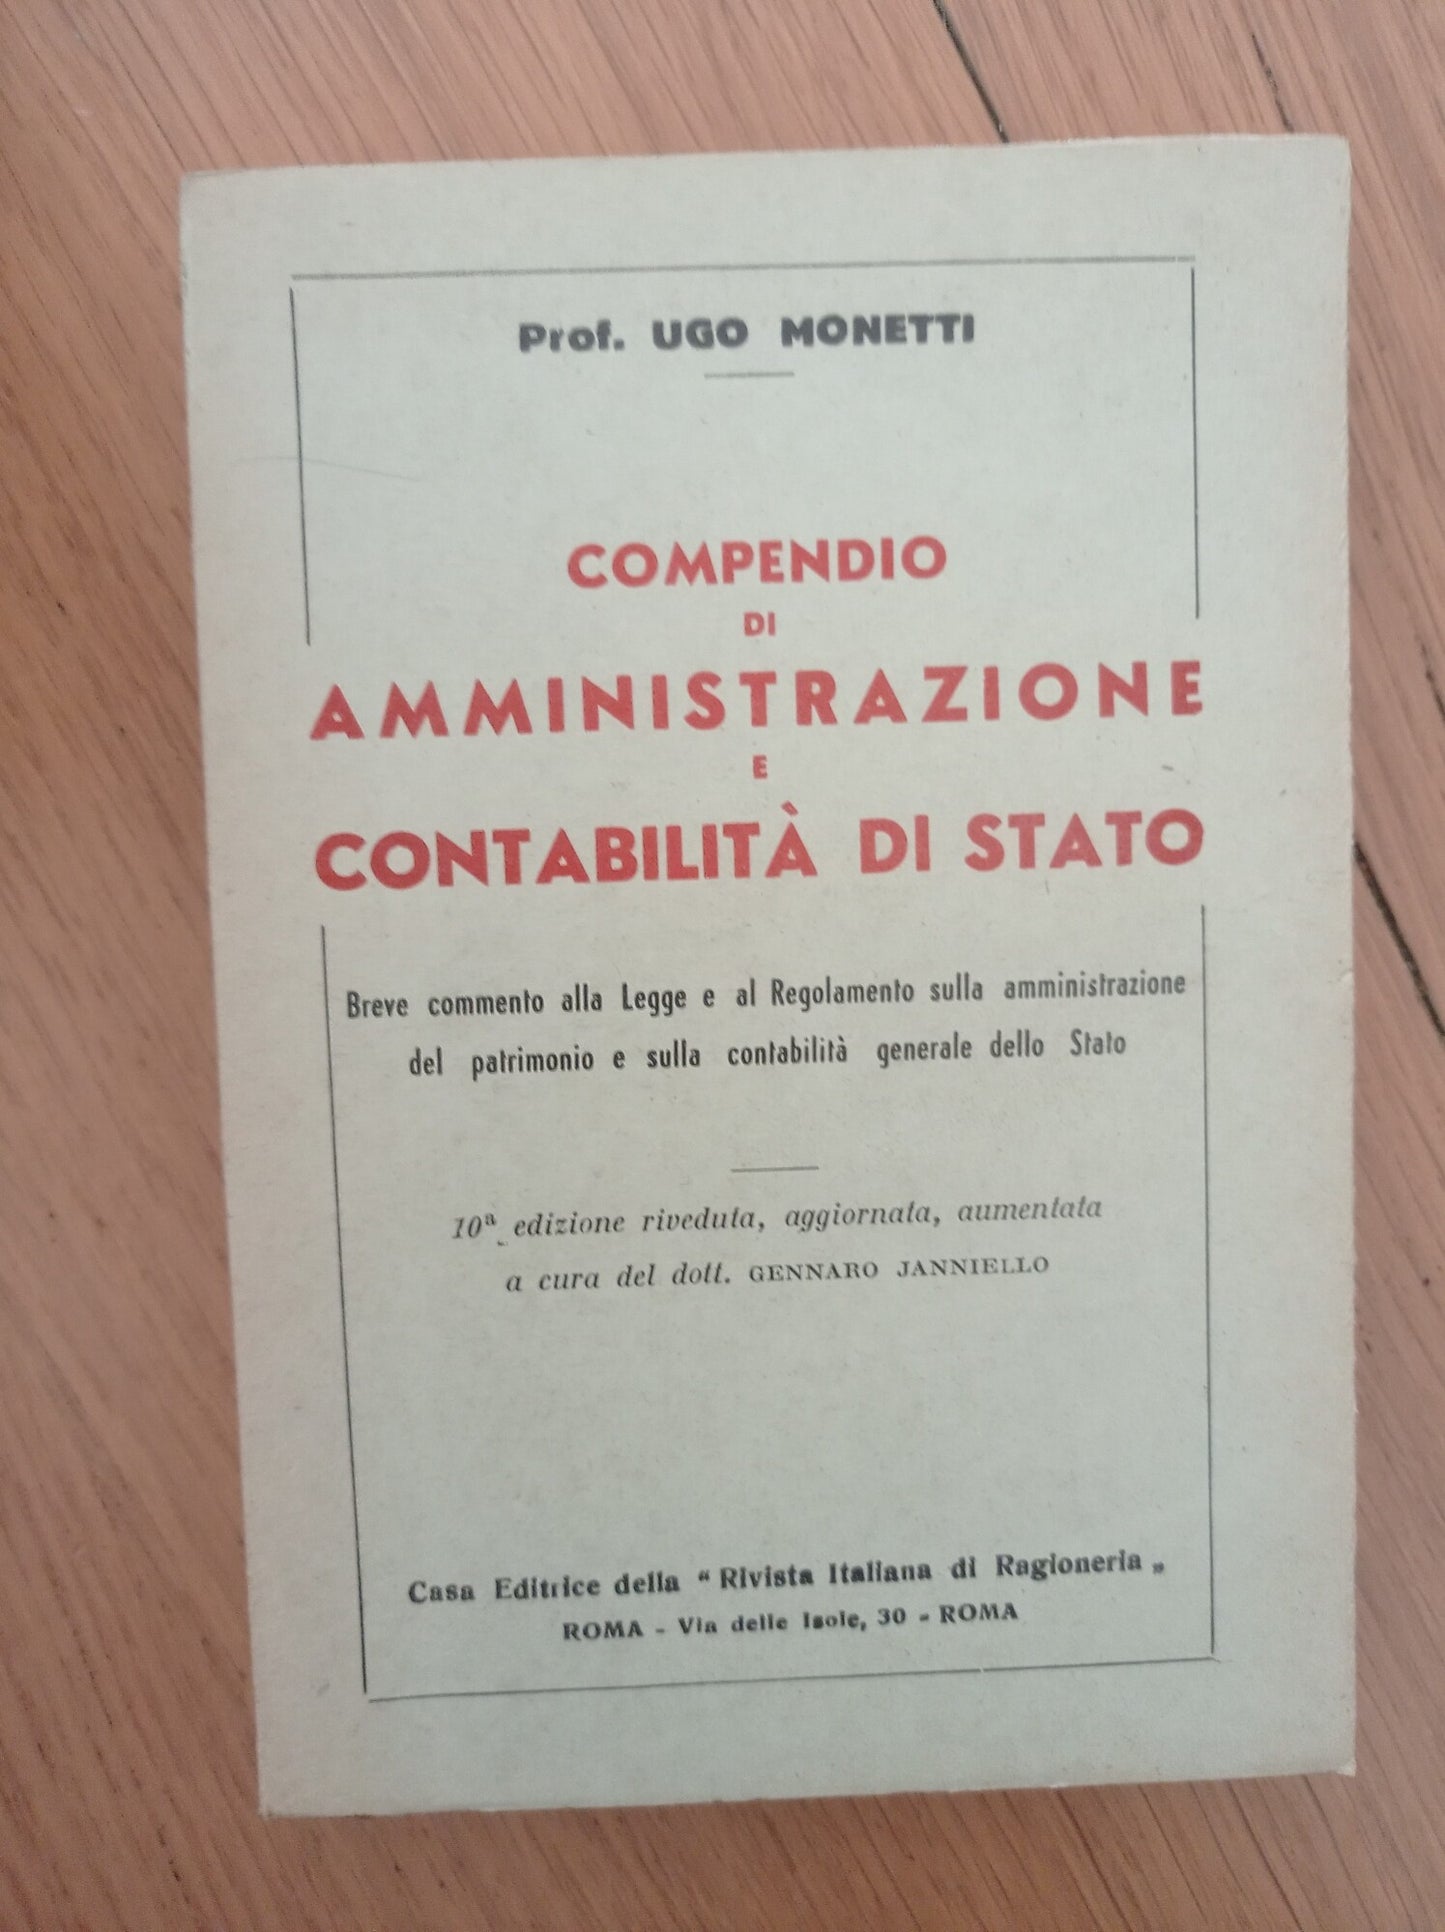 Prof. UGO MONETTI
COMPENDIO
DI
AMMINISTRAZIONE
E
CONTABILITÀ DI STATO
Breve commento alla Legge e al Regolamento sulla amministrazione
del patrimonio e sulla contabilità generale dello Stato
10ª edizione riveduta, aggiornata, aumentata
a cura del dott. GENNARO JANNIELLO
Casa Editrice della “ Rivista Italiana di Ragioneria „
ROMA - Via delle Isole, 30 - ROMA